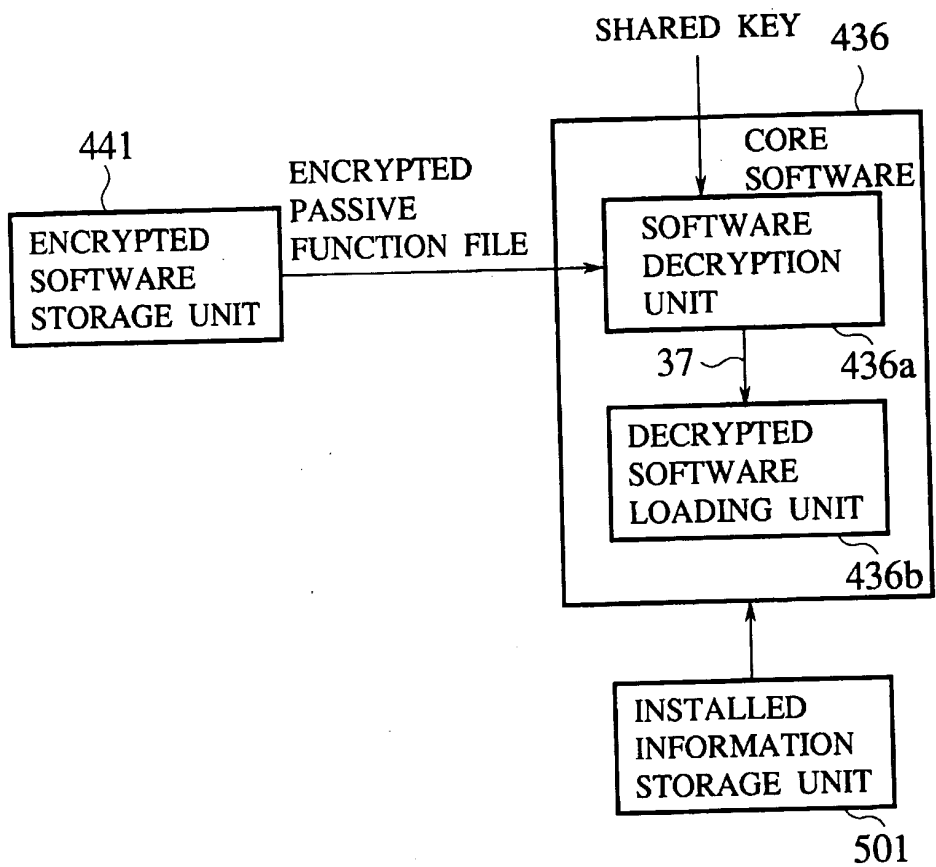 SHARED KEY
436
441
CORE
SOFTWARE
ENCRYPTED
PASSIVE
FUNCTION FILE
ENCRYPTED
SOFTWARE
STORAGE UNIT
SOFTWARE
DECRYPTION
UNIT
37
436a
DECRYPTED
SOFTWARE
LOADING UNIT
436b
INSTALLED
INFORMATION
STORAGE UNIT
501